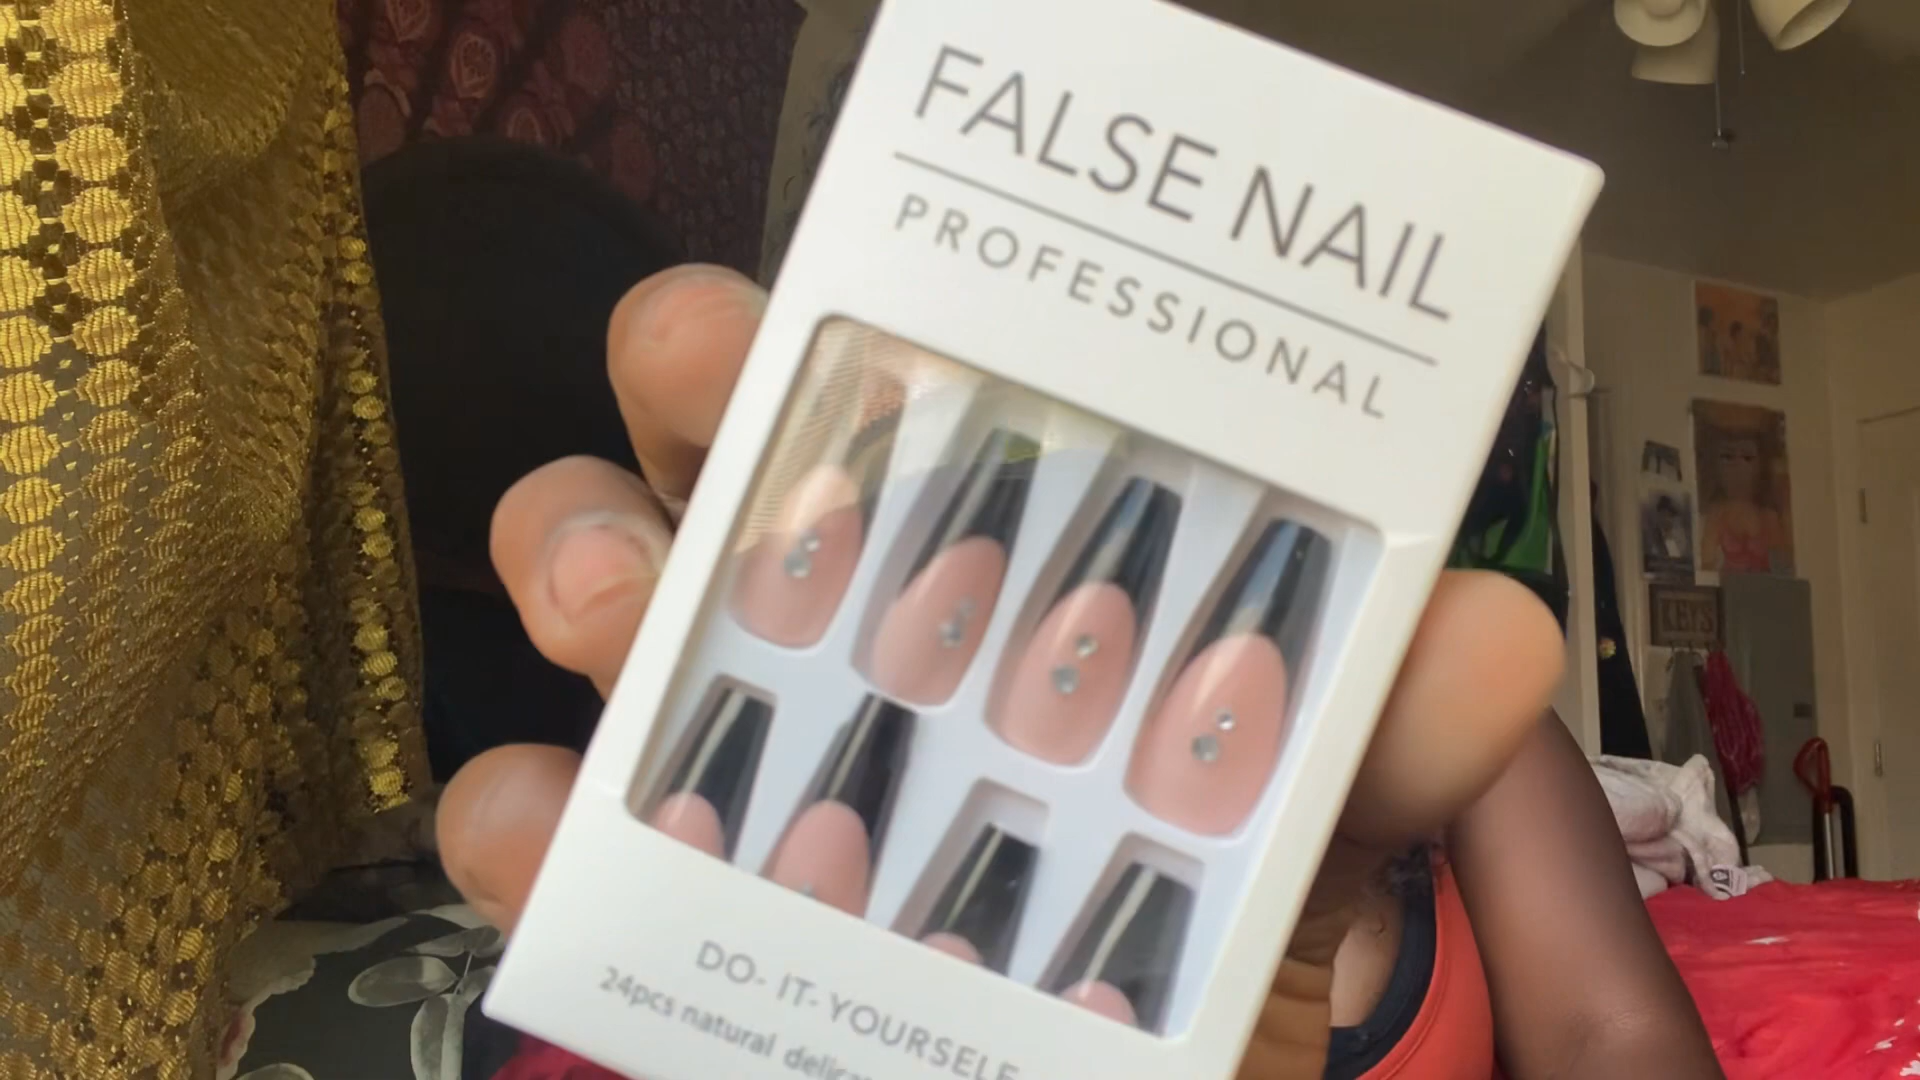 FALSE NAIL
PROFESSIONAL
DO- IT- YOURSELF
24pcs natural